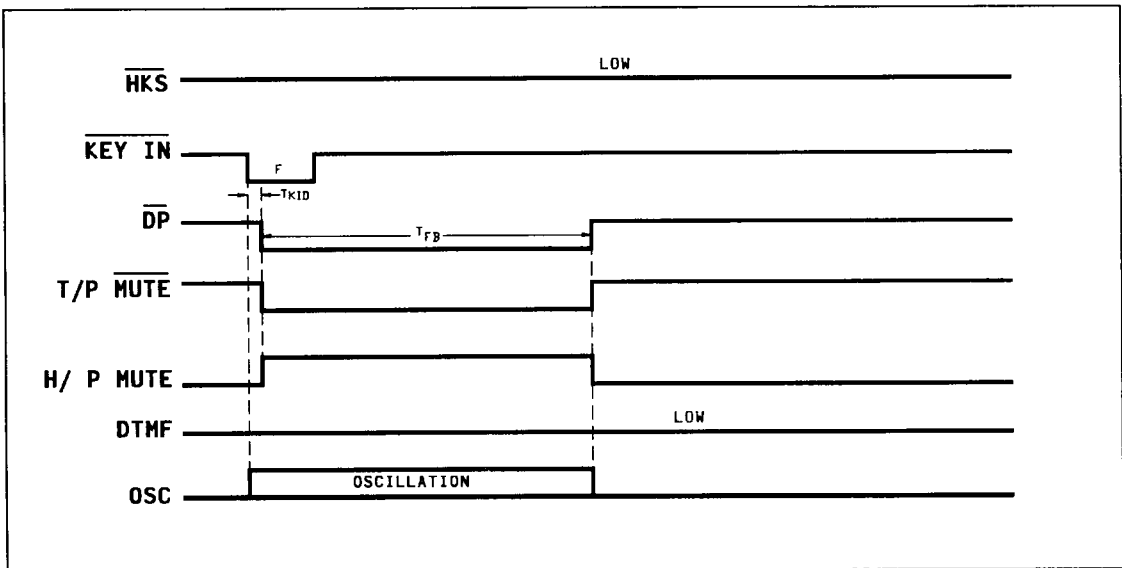 HKS LOW
KEY IN F
TKID
DP TFB
T/P MUTE
H/ P MUTE
DTMF LOW
OSC OSCILLATION